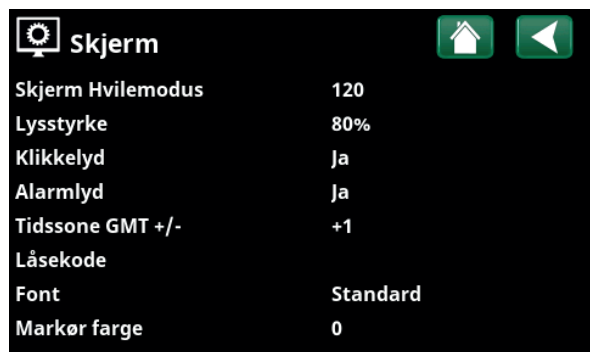 Skjerm
Skjerm Hvilemodus 120
Lysstyrke 80%
Klikkelyd Ja
Alarmlyd Ja
Tidssone GMT +/- +1
Låsekode
Font Standard
Markør farge 0